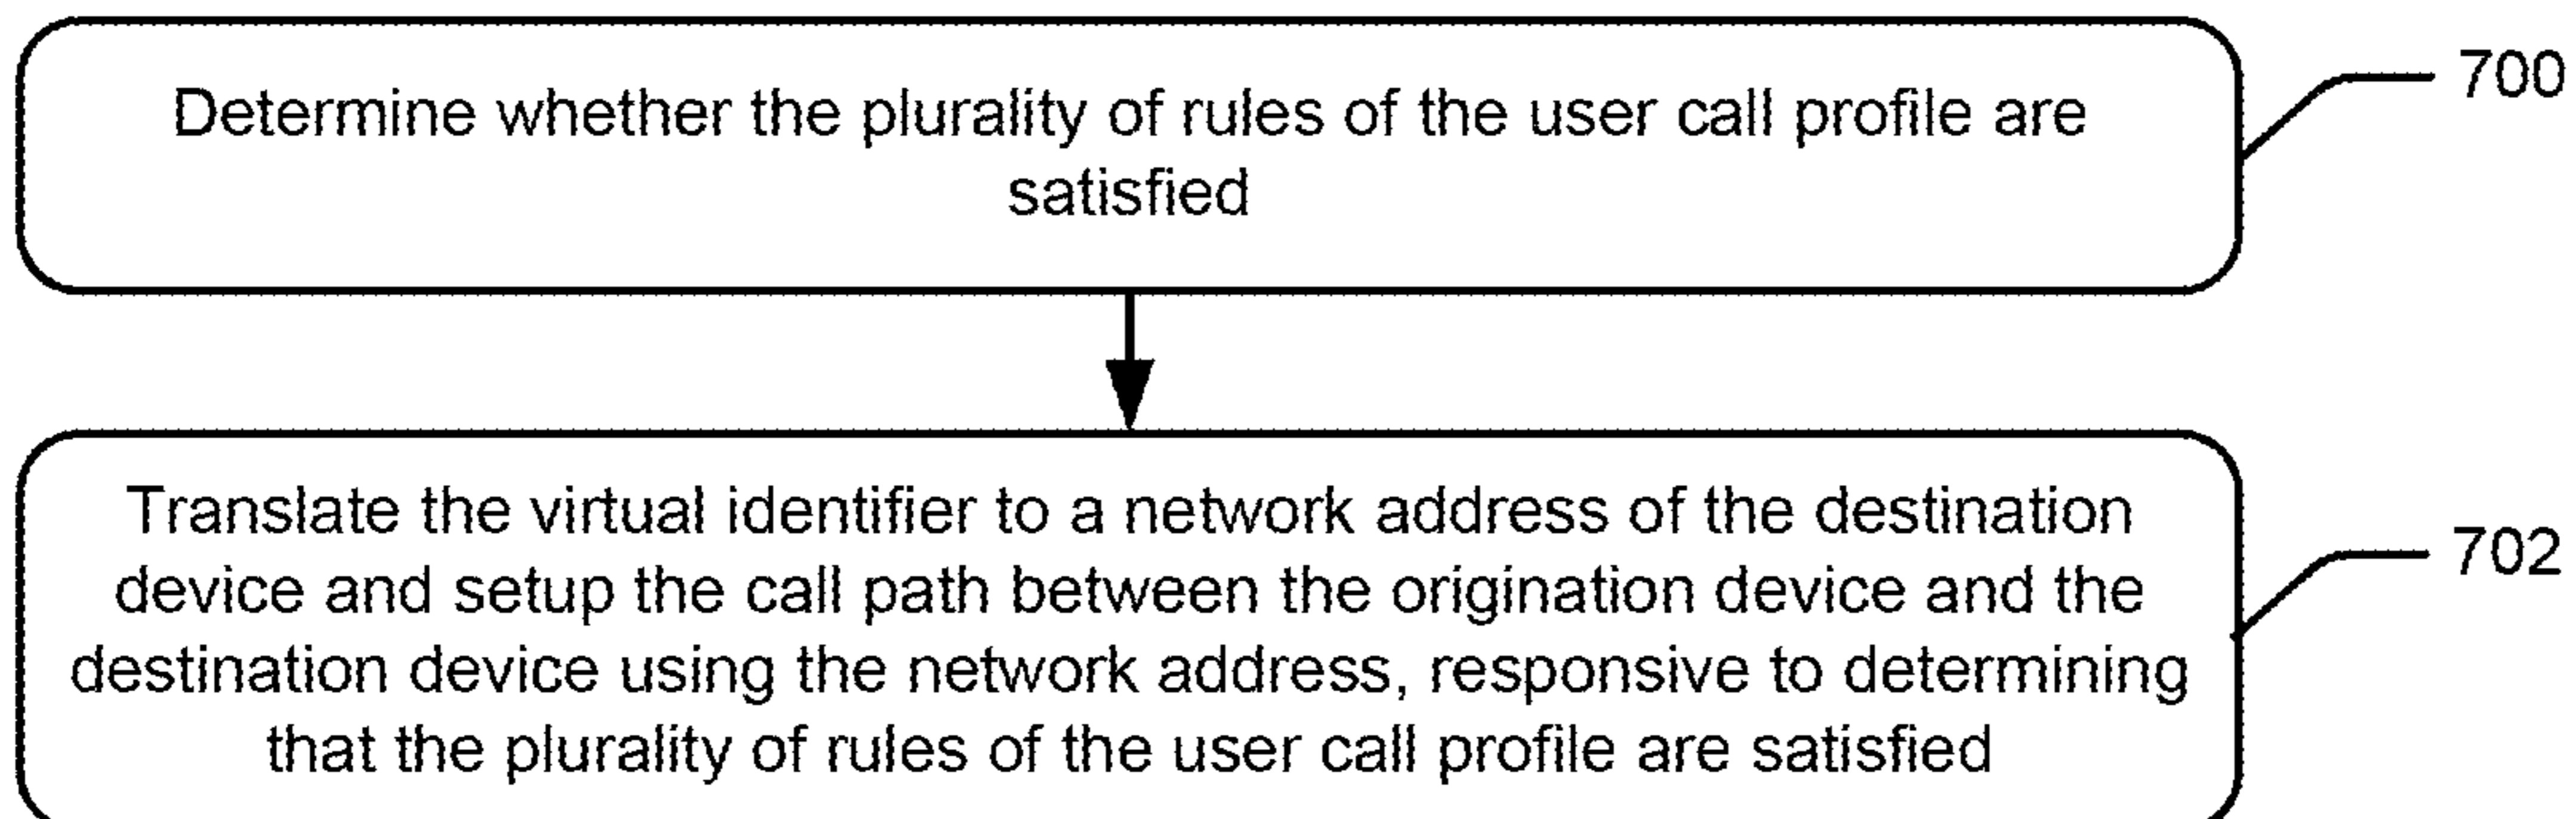 Determine whether the plurality of rules of the user call profile are
satisfied
700
Translate the virtual identifier to a network address of the destination
device and setup the call path between the origination device and the
destination device using the network address, responsive to determining
that the plurality of rules of the user call profile are satisfied
702